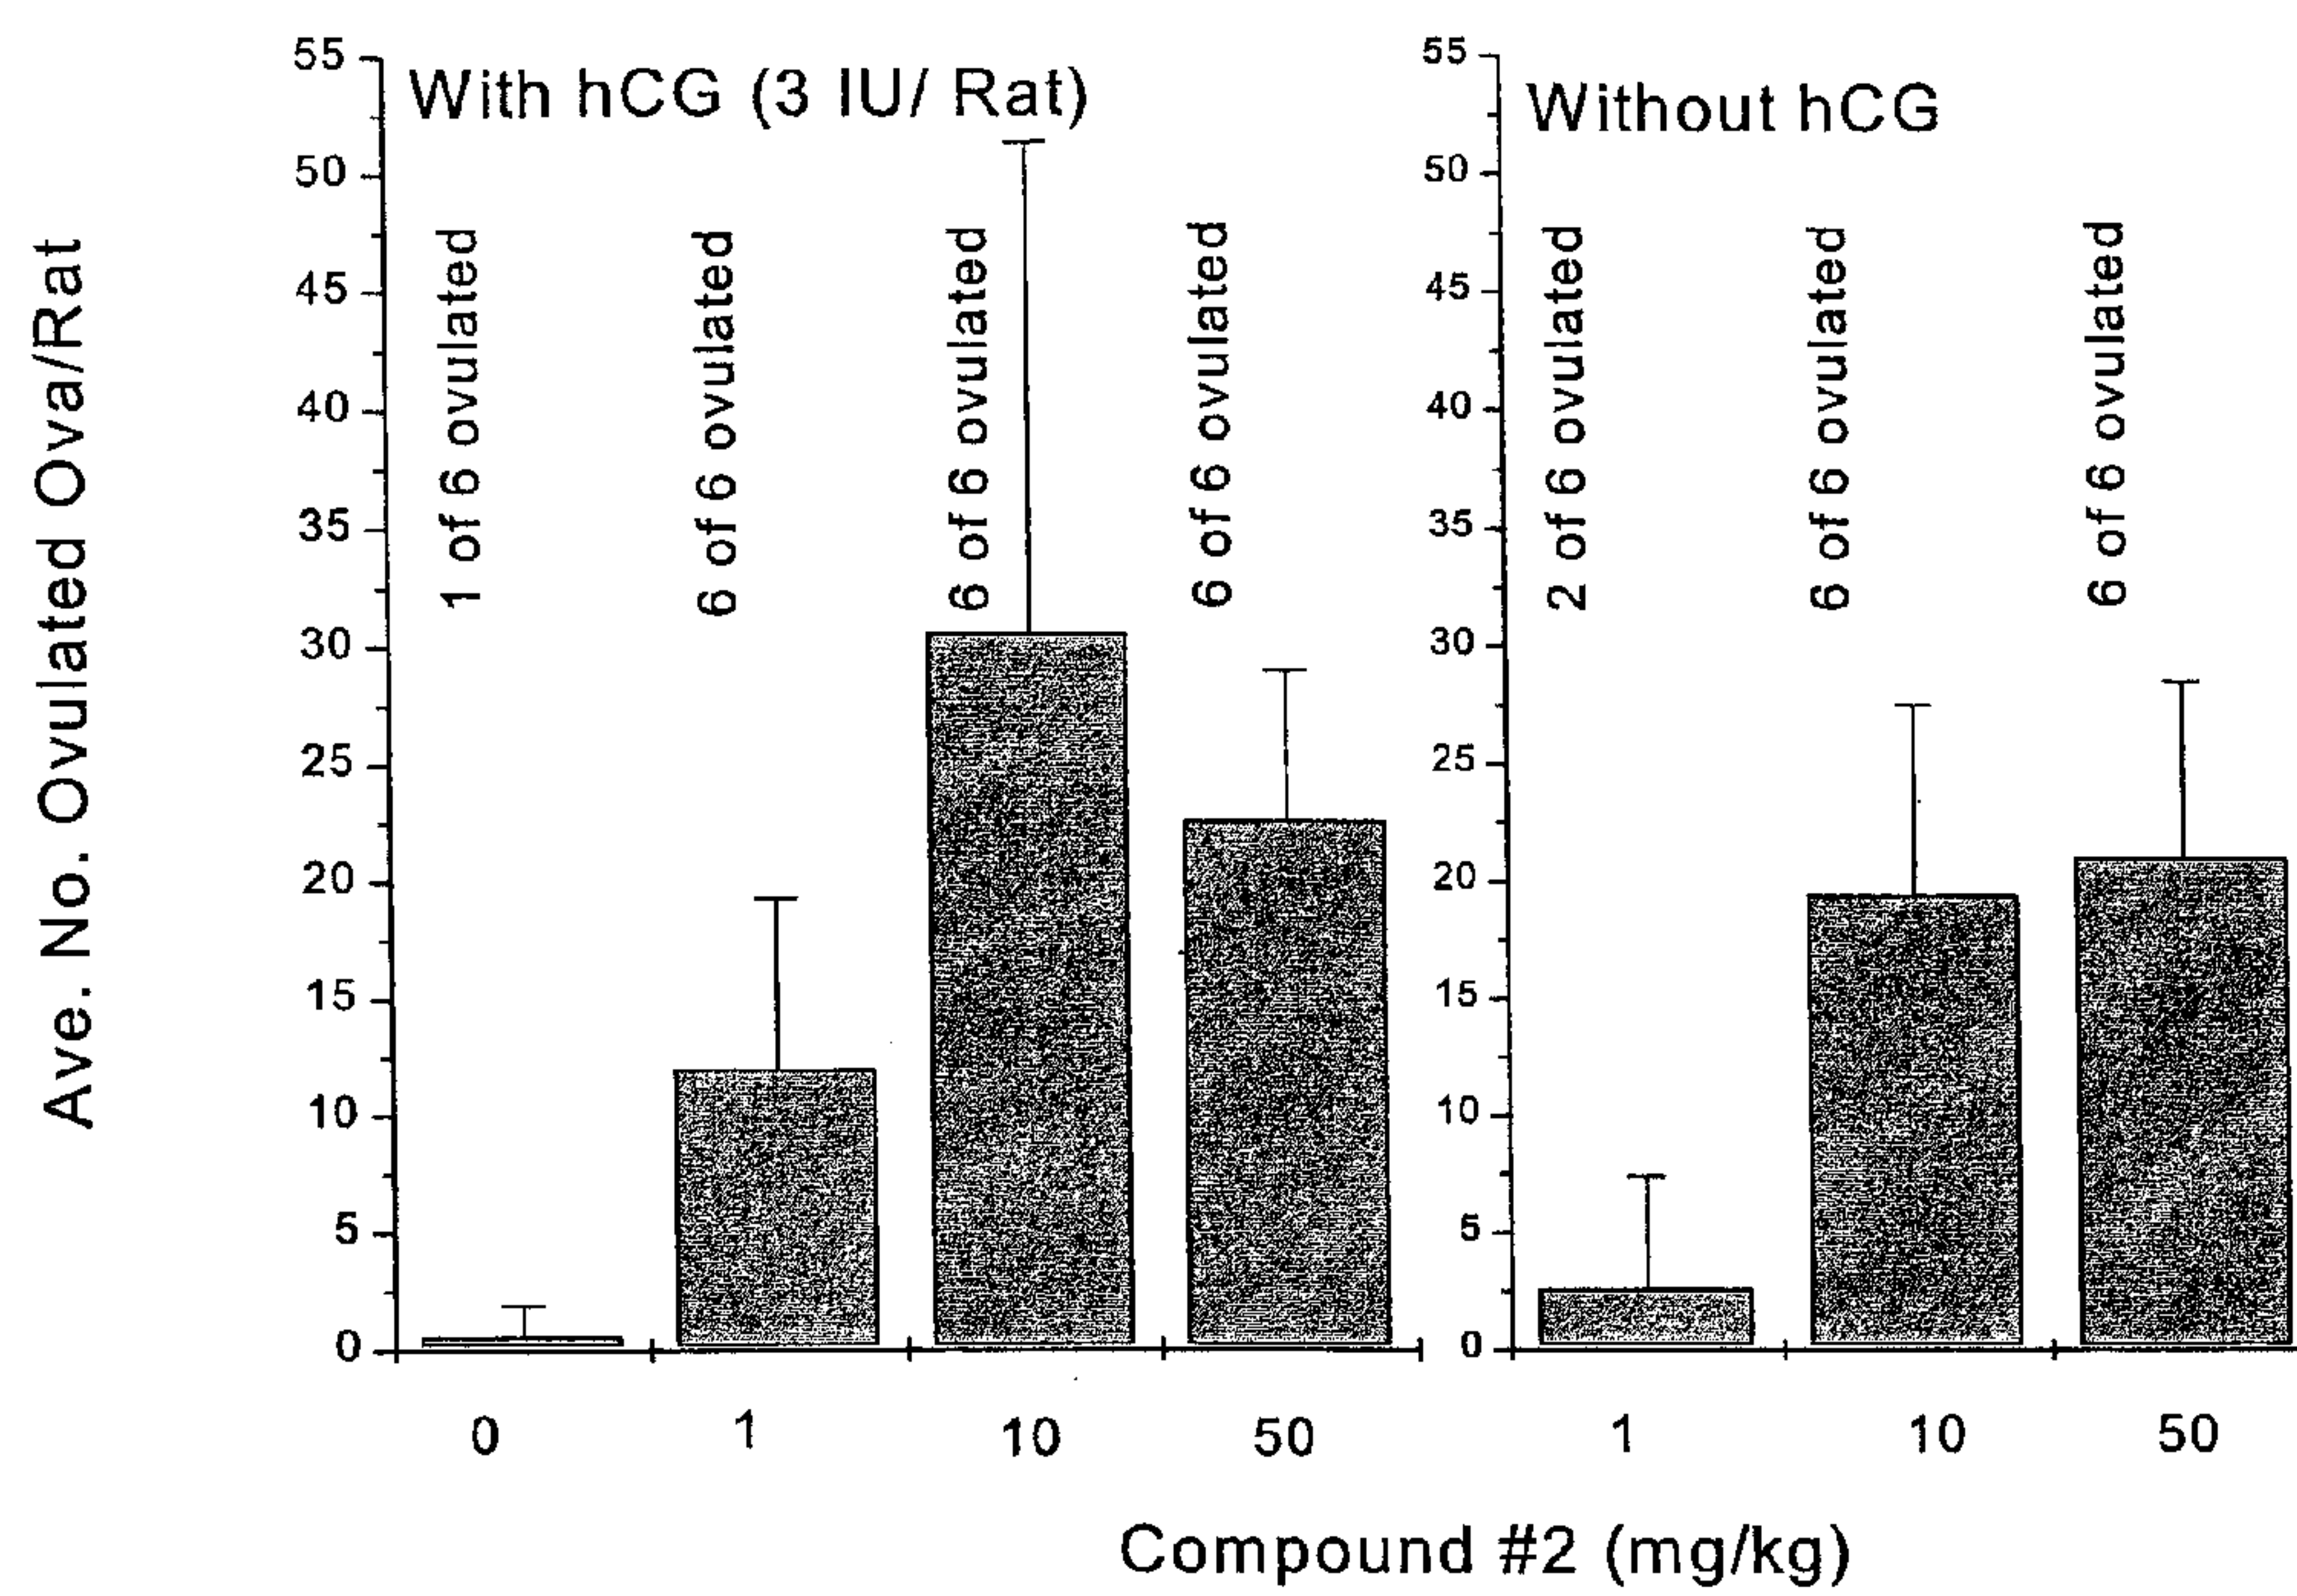 Ave. No. Ovulated Ova/Rat
With hCG (3 IU/ Rat)
55
50
45
40
35
30
25
20
15
10
5
0
1 of 6 ovulated
6 of 6 ovulated
6 of 6 ovulated
6 of 6 ovulated
0
1
10
50
Without hCG
55
50
45
40
35
30
25
20
15
10
5
0
2 of 6 ovulated
6 of 6 ovulated
6 of 6 ovulated
1
10
50
Compound #2 (mg/kg)